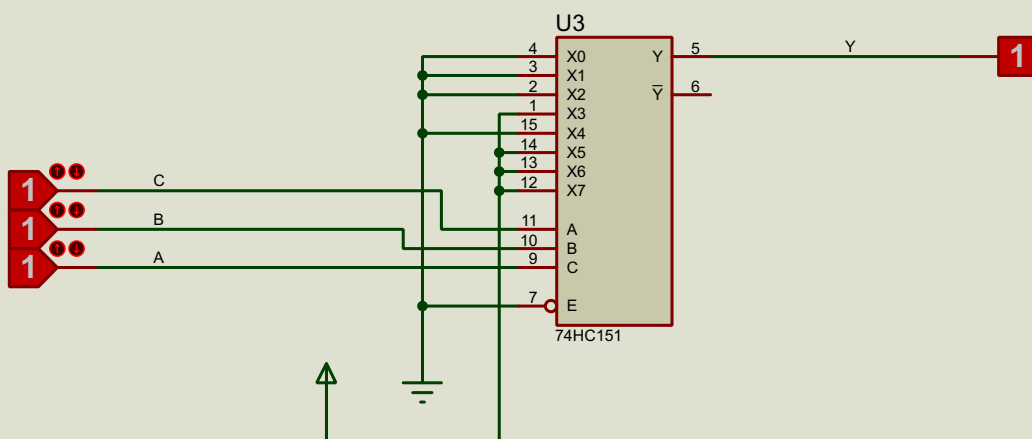 U3
4 X0 Y 5 Y 1
3 X1
2 X2 Y 6
1 X3
15 X4
14 X5
13 X6
12 X7
1 C
11 A
1 B
10 B
1 A 9 C
7 E
74HC151